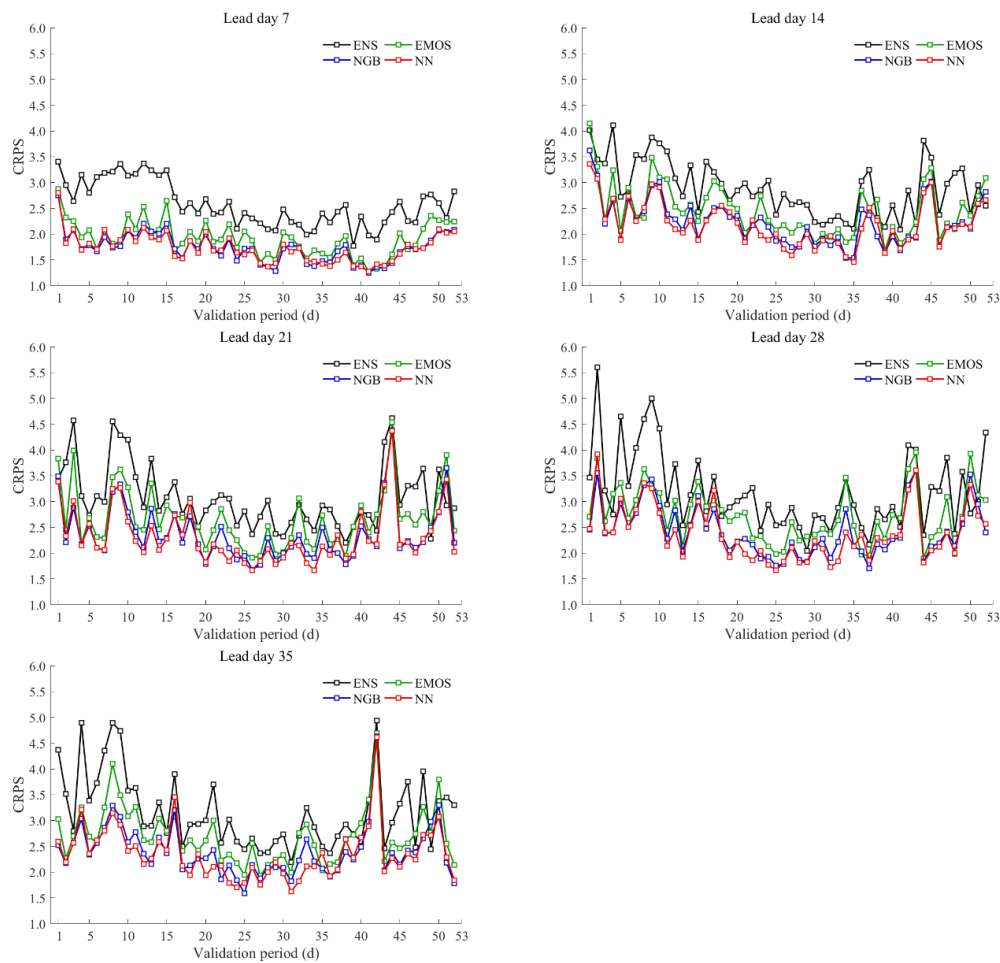 Lead day 7
6.0
5.5
5.0
4.5
4.0
3.5
3.0
2.5
2.0
1.5
1.0
CRPS
ENS EMOS
NGB NN
1 5 10 15 20 25 30 35 40 45 50 53
Validation period (d)
Lead day 14
6.0
5.5
5.0
4.5
4.0
3.5
3.0
2.5
2.0
1.5
1.0
CRPS
ENS EMOS
NGB NN
1 5 10 15 20 25 30 35 40 45 50 53
Validation period (d)
Lead day 21
6.0
5.5
5.0
4.5
4.0
3.5
3.0
2.5
2.0
1.5
1.0
CRPS
ENS EMOS
NGB NN
1 5 10 15 20 25 30 35 40 45 50 53
Validation period (d)
Lead day 28
6.0
5.5
5.0
4.5
4.0
3.5
3.0
2.5
2.0
1.5
1.0
CRPS
ENS EMOS
NGB NN
1 5 10 15 20 25 30 35 40 45 50 53
Validation period (d)
Lead day 35
6.0
5.5
5.0
4.5
4.0
3.5
3.0
2.5
2.0
1.5
1.0
CRPS
ENS EMOS
NGB NN
1 5 10 15 20 25 30 35 40 45 50 53
Validation period (d)